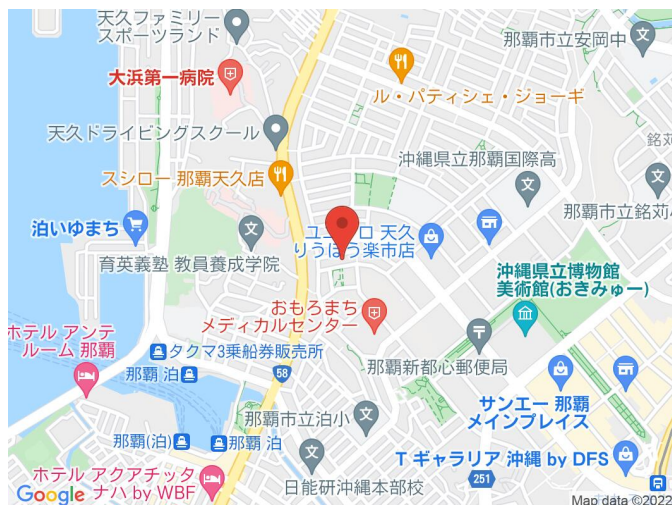 天久ファミリー
スポーツランド
那覇市立安岡中
大浜第一病院
ル・パティシェ・ジョーギ
天久ドライビングスクール
沖縄県立那覇国際高
銘苅
スシロー 那覇天久店
那覇市立銘苅小
泊いゆまち
ユニクロ 天久
りうぼう楽市店
育英義塾 教員養成学院
沖縄県立博物館
美術館(おきみゅー)
おもろまち
メディカルセンター
ホテル アンテ
ルーム 那覇
タクマ3乗船券販売所
那覇新都心郵便局
那覇 泊
58
サンエー 那覇
メインプレイス
那覇市立泊小
那覇(泊)
那覇 泊
T ギャラリア 沖縄 by DFS
ホテル アクアチッタ
ナハ by WBF
日能研沖縄本部校
251
Google
Map data ©2022